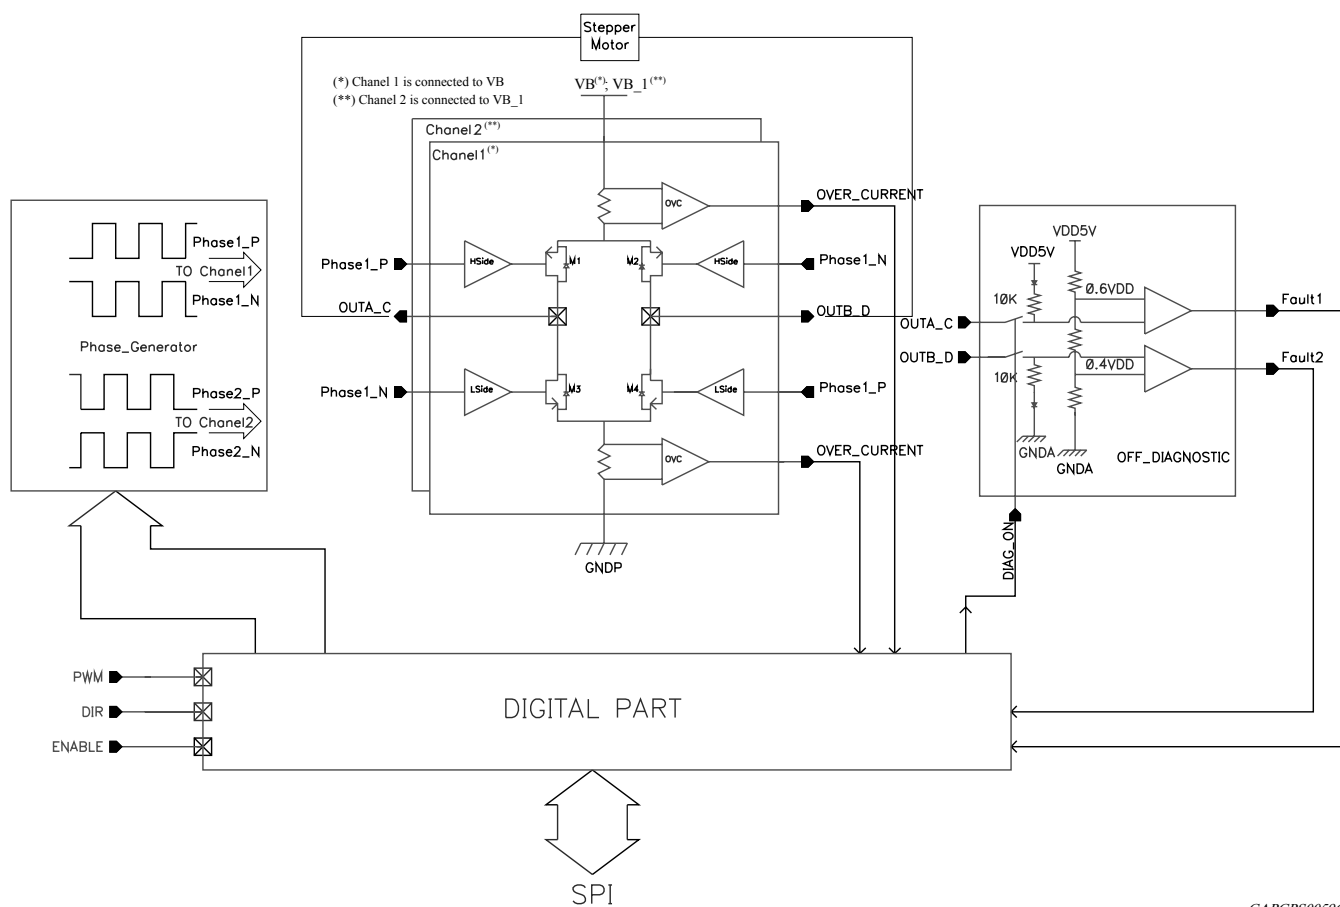 Stepper
Motor
(*) Chanel 1 is connected to VB
(**) Chanel 2 is connected to VB_1
VB(*); VB_1(**)
Chanel2(**)
Chanel1(*)
OVC
OVER_CURRENT
Phase1_P
HSide
M1
M2
HSide
Phase1_N
OUTA_C
OUTB_D
Phase1_N
LSide
M3
M4
LSide
Phase1_P
OVC
OVER_CURRENT
GNDP
Phase1_P
TO Chanel1
Phase1_N
Phase_Generator
Phase2_P
TO Chanel2
Phase2_N
VDD5V
VDD5V
10K
0.6VDD
Fault1
OUTA_C
OUTB_D
Fault2
10K
0.4VDD
GNDA
GNDA
OFF_DIAGNOSTIC
DIAG_ON
PWM
DIR
ENABLE
DIGITAL PART
SPI